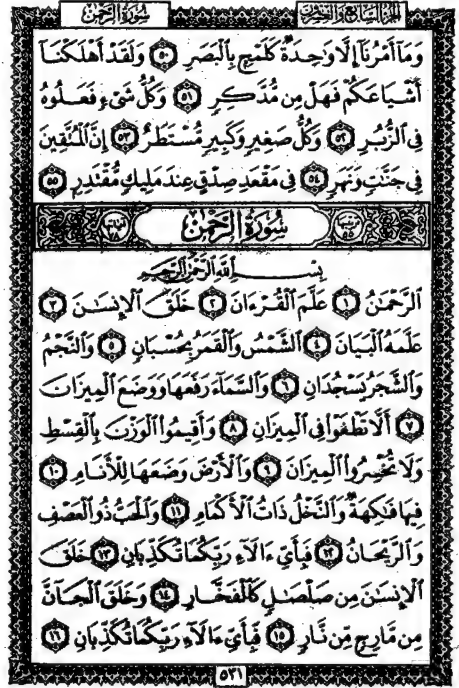 الجزء السابع والعشرون سُورَةُ الرَّحْمٰن
وَمَآ أَمْرُنَآ إِلَّا وَٰحِدَةٌ كَلَمْحٍۭ بِٱلْبَصَرِ ٥٠ وَلَقَدْ أَهْلَكْنَآ
أَشْيَاعَكُمْ فَهَلْ مِن مُّدَّكِرٍ ٥١ وَكُلُّ شَىْءٍ فَعَلُوهُ
فِى ٱلزُّبُرِ ٥٢ وَكُلُّ صَغِيرٍ وَكَبِيرٍ مُّسْتَطَرٌ ٥٣ إِنَّ ٱلْمُتَّقِينَ
فِى جَنَّٰتٍ وَنَهَرٍ ٥٤ فِى مَقْعَدِ صِدْقٍ عِندَ مَلِيكٍ مُّقْتَدِرٍۭ ٥٥
سُورَةُ الرَّحْمٰن
بِسْمِ ٱللَّهِ ٱلرَّحْمَٰنِ ٱلرَّحِيمِ
ٱلرَّحْمَٰنُ ١ عَلَّمَ ٱلْقُرْءَانَ ٢ خَلَقَ ٱلْإِنسَٰنَ ٣
عَلَّمَهُ ٱلْبَيَانَ ٤ ٱلشَّمْسُ وَٱلْقَمَرُ بِحُسْبَانٍ ٥ وَٱلنَّجْمُ
وَٱلشَّجَرُ يَسْجُدَانِ ٦ وَٱلسَّمَآءَ رَفَعَهَا وَوَضَعَ ٱلْمِيزَانَ
٧ أَلَّا تَطْغَوْا۟ فِى ٱلْمِيزَانِ ٨ وَأَقِيمُوا۟ ٱلْوَزْنَ بِٱلْقِسْطِ
وَلَا تُخْسِرُوا۟ ٱلْمِيزَانَ ٩ وَٱلْأَرْضَ وَضَعَهَا لِلْأَنَامِ ١٠
فِيهَا فَٰكِهَةٌ وَٱلنَّخْلُ ذَاتُ ٱلْأَكْمَامِ ١١ وَٱلْحَبُّ ذُو ٱلْعَصْفِ
وَٱلرَّيْحَانُ ١٢ فَبِأَىِّ ءَالَآءِ رَبِّكُمَا تُكَذِّبَانِ ١٣ خَلَقَ
ٱلْإِنسَٰنَ مِن صَلْصَٰلٍ كَٱلْفَخَّارِ ١٤ وَخَلَقَ ٱلْجَآنَّ
مِن مَّارِجٍ مِّن نَّارٍ ١٥ فَبِأَىِّ ءَالَآءِ رَبِّكُمَا تُكَذِّبَانِ ١٦
٥٣١